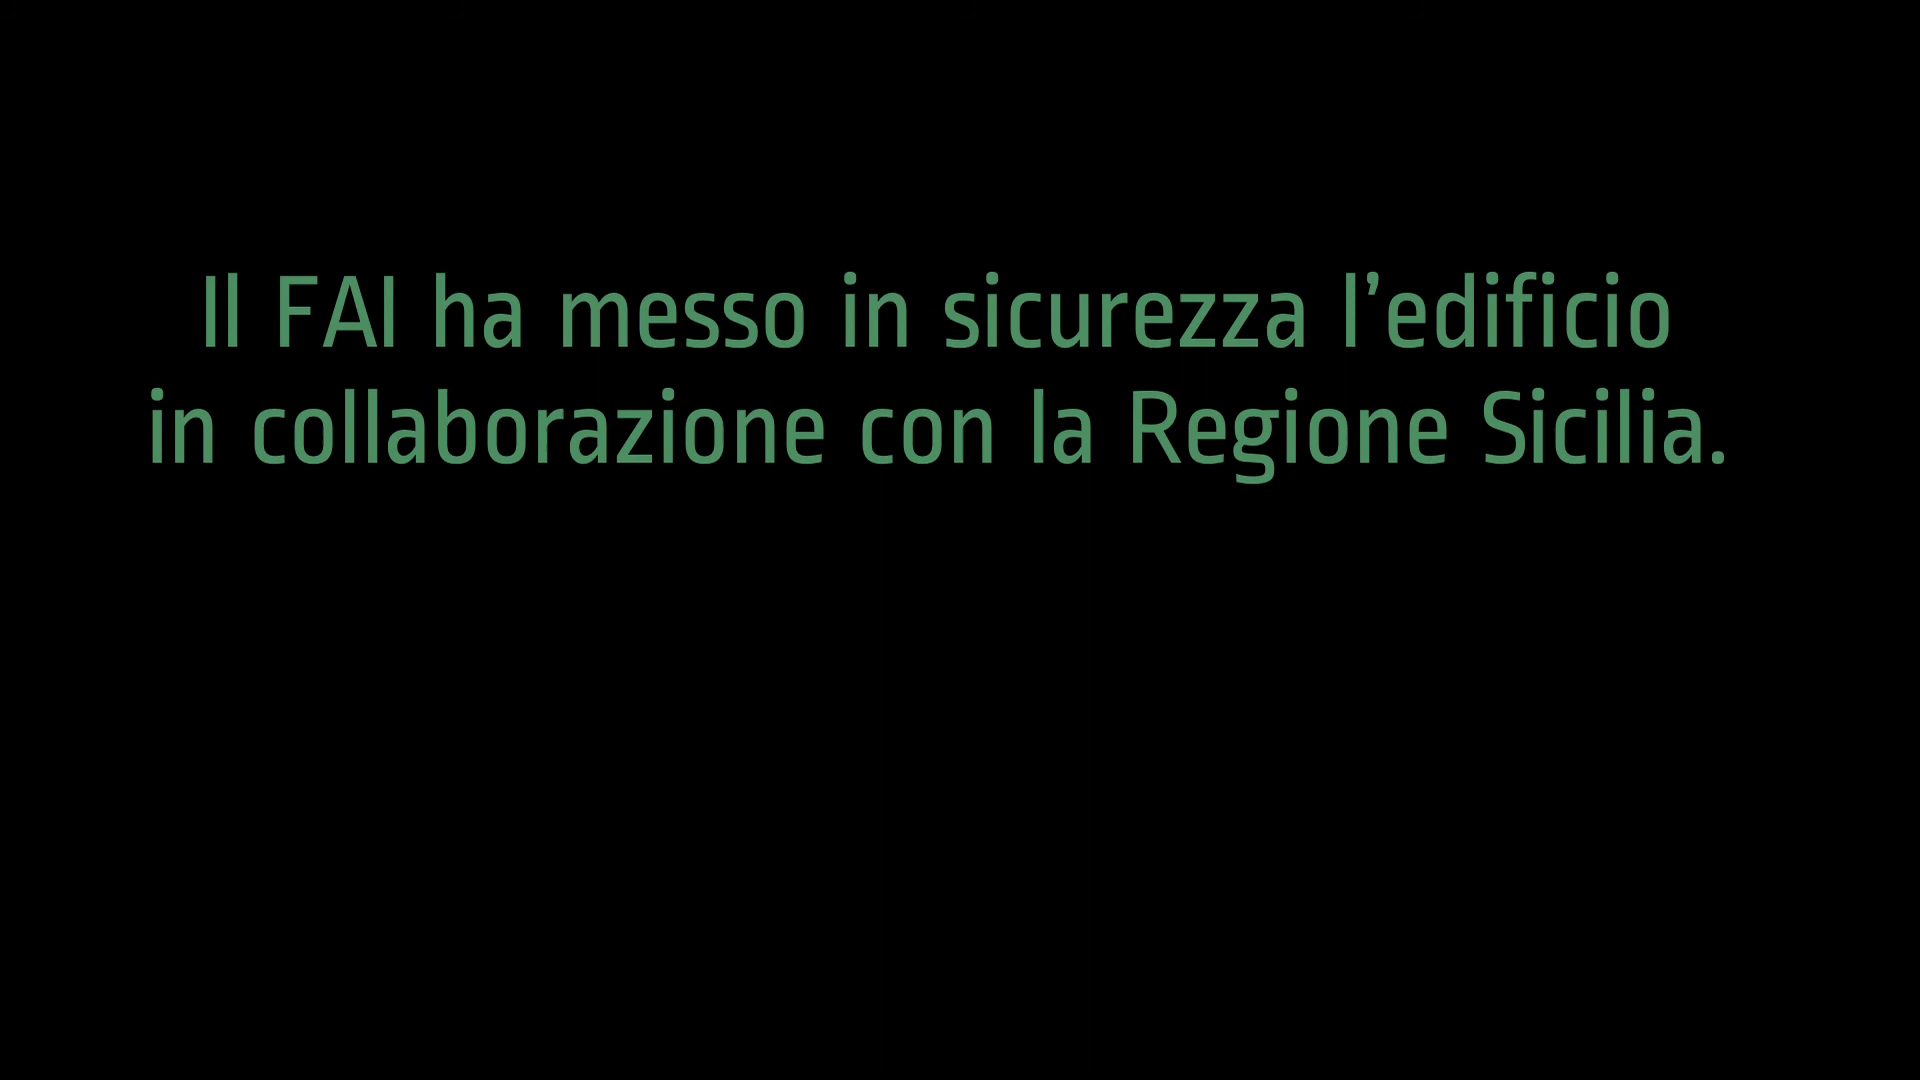 Il FAI ha messo in sicurezza l’edificio
in collaborazione con la Regione Sicilia.